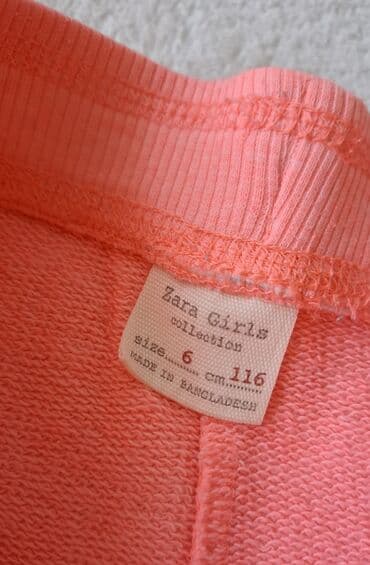 Zara Girls
collection
size......6... cm.........116
MADE IN BANGLADESH